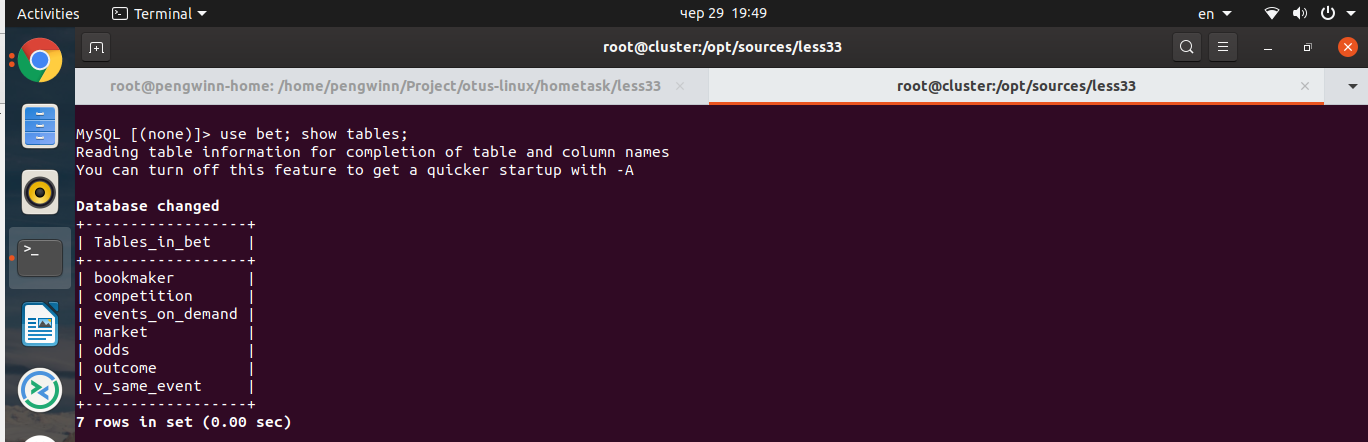 Activities Terminal чер 29 19:49 en
root@cluster:/opt/sources/less33
root@pengwinn-home: /home/pengwinn/Project/otus-linux/hometask/less33 × root@cluster:/opt/sources/less33 ×
MySQL [(none)]> use bet; show tables;
Reading table information for completion of table and column names
You can turn off this feature to get a quicker startup with -A
Database changed
+------------------+
| Tables_in_bet    |
+------------------+
| bookmaker        |
| competition      |
| events_on_demand |
| market           |
| odds             |
| outcome          |
| v_same_event     |
+------------------+
7 rows in set (0.00 sec)